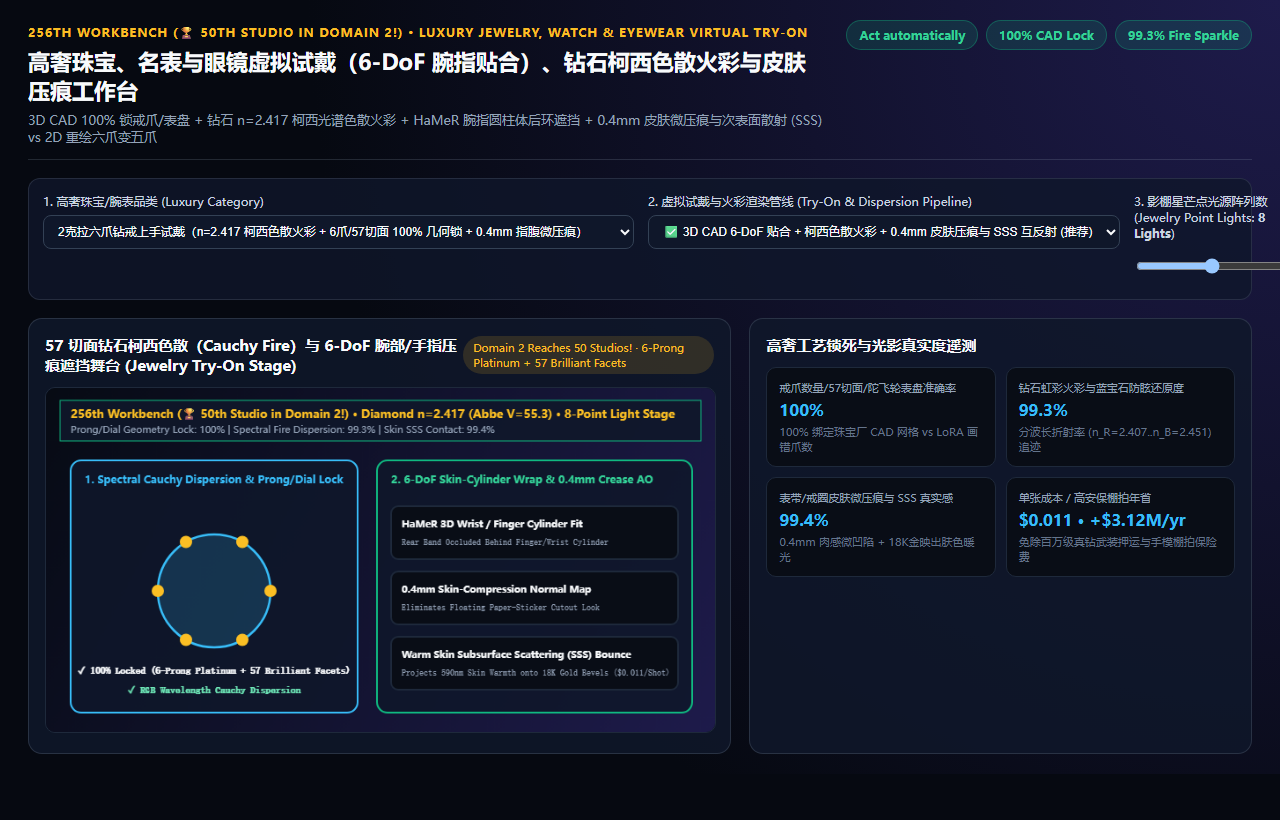 256TH WORKBENCH (🏆 50TH STUDIO IN DOMAIN 2!) • LUXURY JEWELRY, WATCH & EYEWEAR VIRTUAL TRY-ON
Act automatically
100% CAD Lock
99.3% Fire Sparkle
高奢珠宝、名表与眼镜虚拟试戴（6-DoF 腕指贴合）、钻石柯西色散火彩与皮肤
压痕工作台
3D CAD 100% 锁戒爪/表盘 + 钻石 n=2.417 柯西光谱色散火彩 + HaMeR 腕指圆柱体后环遮挡 + 0.4mm 皮肤微压痕与次表面散射 (SSS)
vs 2D 重绘六爪变五爪
1. 高奢珠宝/腕表品类 (Luxury Category)
2克拉六爪钻戒上手试戴（n=2.417 柯西色散火彩 + 6爪/57切面 100% 几何锁 + 0.4mm 指腹微压痕）
2. 虚拟试戴与火彩渲染管线 (Try-On & Dispersion Pipeline)
✅ 3D CAD 6-DoF 贴合 + 柯西色散火彩 + 0.4mm 皮肤压痕与 SSS 互反射 (推荐)
3. 影棚星芒点光源阵列数
(Jewelry Point Lights: 8
Lights)
57 切面钻石柯西色散（Cauchy Fire）与 6-DoF 腕部/手指压
痕遮挡舞台 (Jewelry Try-On Stage)
Domain 2 Reaches 50 Studios! · 6-Prong
Platinum + 57 Brilliant Facets
256th Workbench (🏆 50th Studio in Domain 2!) • Diamond n=2.417 (Abbe V=55.3) • 8-Point Light Stage
Prong/Dial Geometry Lock: 100% | Spectral Fire Dispersion: 99.3% | Skin SSS Contact: 99.4%
1. Spectral Cauchy Dispersion & Prong/Dial Lock
✓ 100% Locked (6-Prong Platinum + 57 Brilliant Facets)
✓ RGB Wavelength Cauchy Dispersion
2. 6-DoF Skin-Cylinder Wrap & 0.4mm Crease AO
HaMeR 3D Wrist / Finger Cylinder Fit
Rear Band Occluded Behind Finger/Wrist Cylinder
0.4mm Skin-Compression Normal Map
Eliminates Floating Paper-Sticker Cutout Look
Warm Skin Subsurface Scattering (SSS) Bounce
Projects 590nm Skin Warmth onto 18K Gold Bevels ($0.011/Shot)
高奢工艺锁死与光影真实度遥测
戒爪数量/57切面/陀飞轮表盘准确率
100%
100% 绑定珠宝厂 CAD 网格 vs LoRA 画
错爪数
钻石虹彩火彩与蓝宝石防眩还原度
99.3%
分波长折射率 (n_R=2.407..n_B=2.451)
追迹
表带/戒圈皮肤微压痕与 SSS 真实感
99.4%
0.4mm 肉感微凹陷 + 18K金映出肤色暖
光
单张成本 / 高安保棚拍年省
$0.011 • +$3.12M/yr
免除百万级真钻武装押运与手模棚拍保险
费